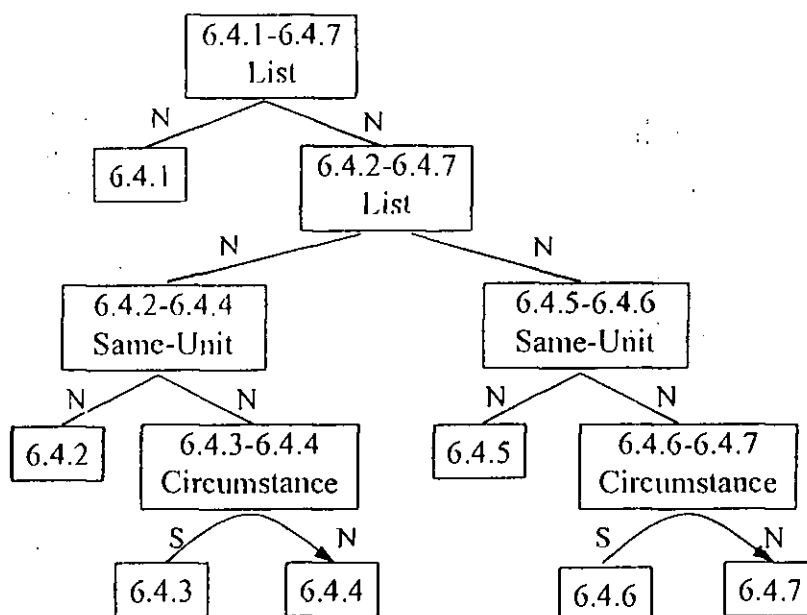 6.4.1-6.4.7
List
N N
6.4.1
6.4.2-6.4.7
List
N N
6.4.2-6.4.4
Same-Unit
6.4.5-6.4.6
Same-Unit
N N
N N
6.4.2
6.4.3-6.4.4
Circumstance
6.4.5
6.4.6-6.4.7
Circumstance
S N
S N
6.4.3
6.4.4
6.4.6
6.4.7